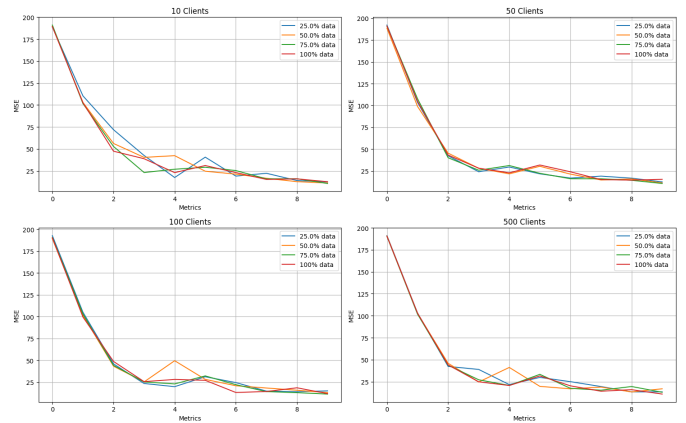 10 Clients
200
175
150
125
100
75
50
25
MSE
0
2
4
6
8
Metrics
25.0% data
50.0% data
75.0% data
100% data
50 Clients
200
175
150
125
100
75
50
25
MSE
0
2
4
6
8
Metrics
25.0% data
50.0% data
75.0% data
100% data
100 Clients
200
175
150
125
100
75
50
25
MSE
0
2
4
6
8
Metrics
25.0% data
50.0% data
75.0% data
100% data
500 Clients
200
175
150
125
100
75
50
25
MSE
0
2
4
6
8
Metrics
25.0% data
50.0% data
75.0% data
100% data